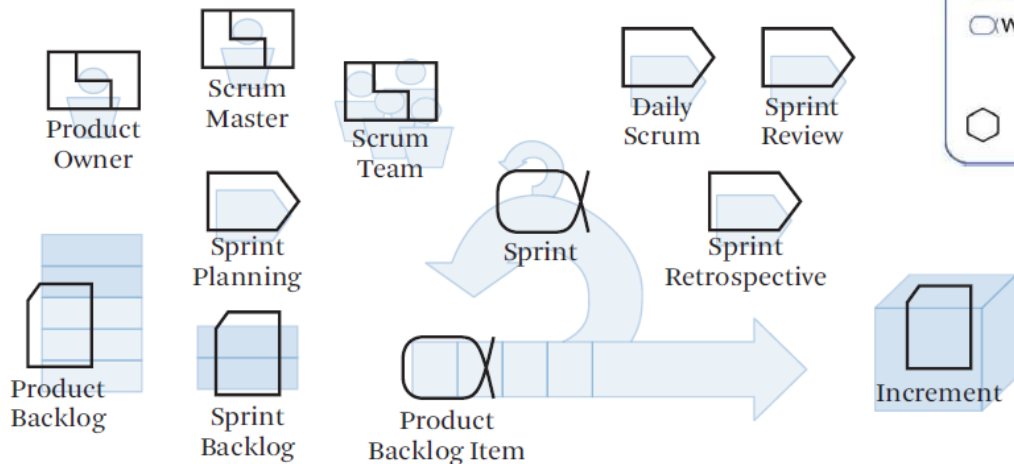 Product
Owner
Scrum
Master
Scrum
Team
Daily
Scrum
Sprint
Review
Sprint
Planning
Sprint
Sprint
Retrospective
Product
Backlog
Sprint
Backlog
Product
Backlog Item
Increment